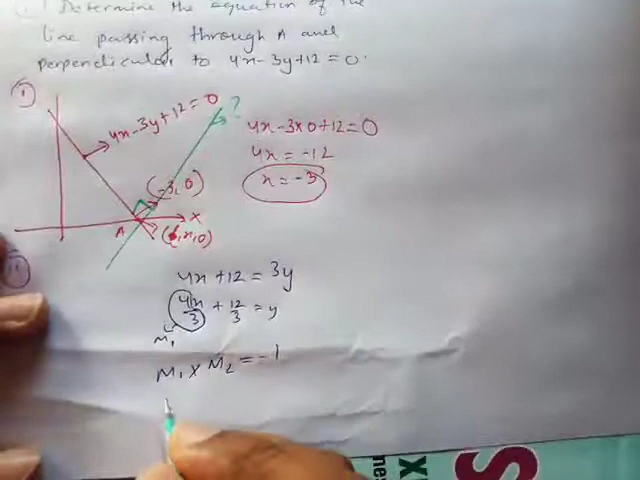 Determine the equation of the
line passing through A and
perpendicular to 4x-3y+12=0.
(i)
4x-3y+12=0
?
4x-3×0+12=0
4x=-12
x=-3
(-3,0)
x
A
(x,0)
(ii)
4x+12=3y
4x/3 + 12/3 = y
M₁
M₁ × M₂ = -1
S